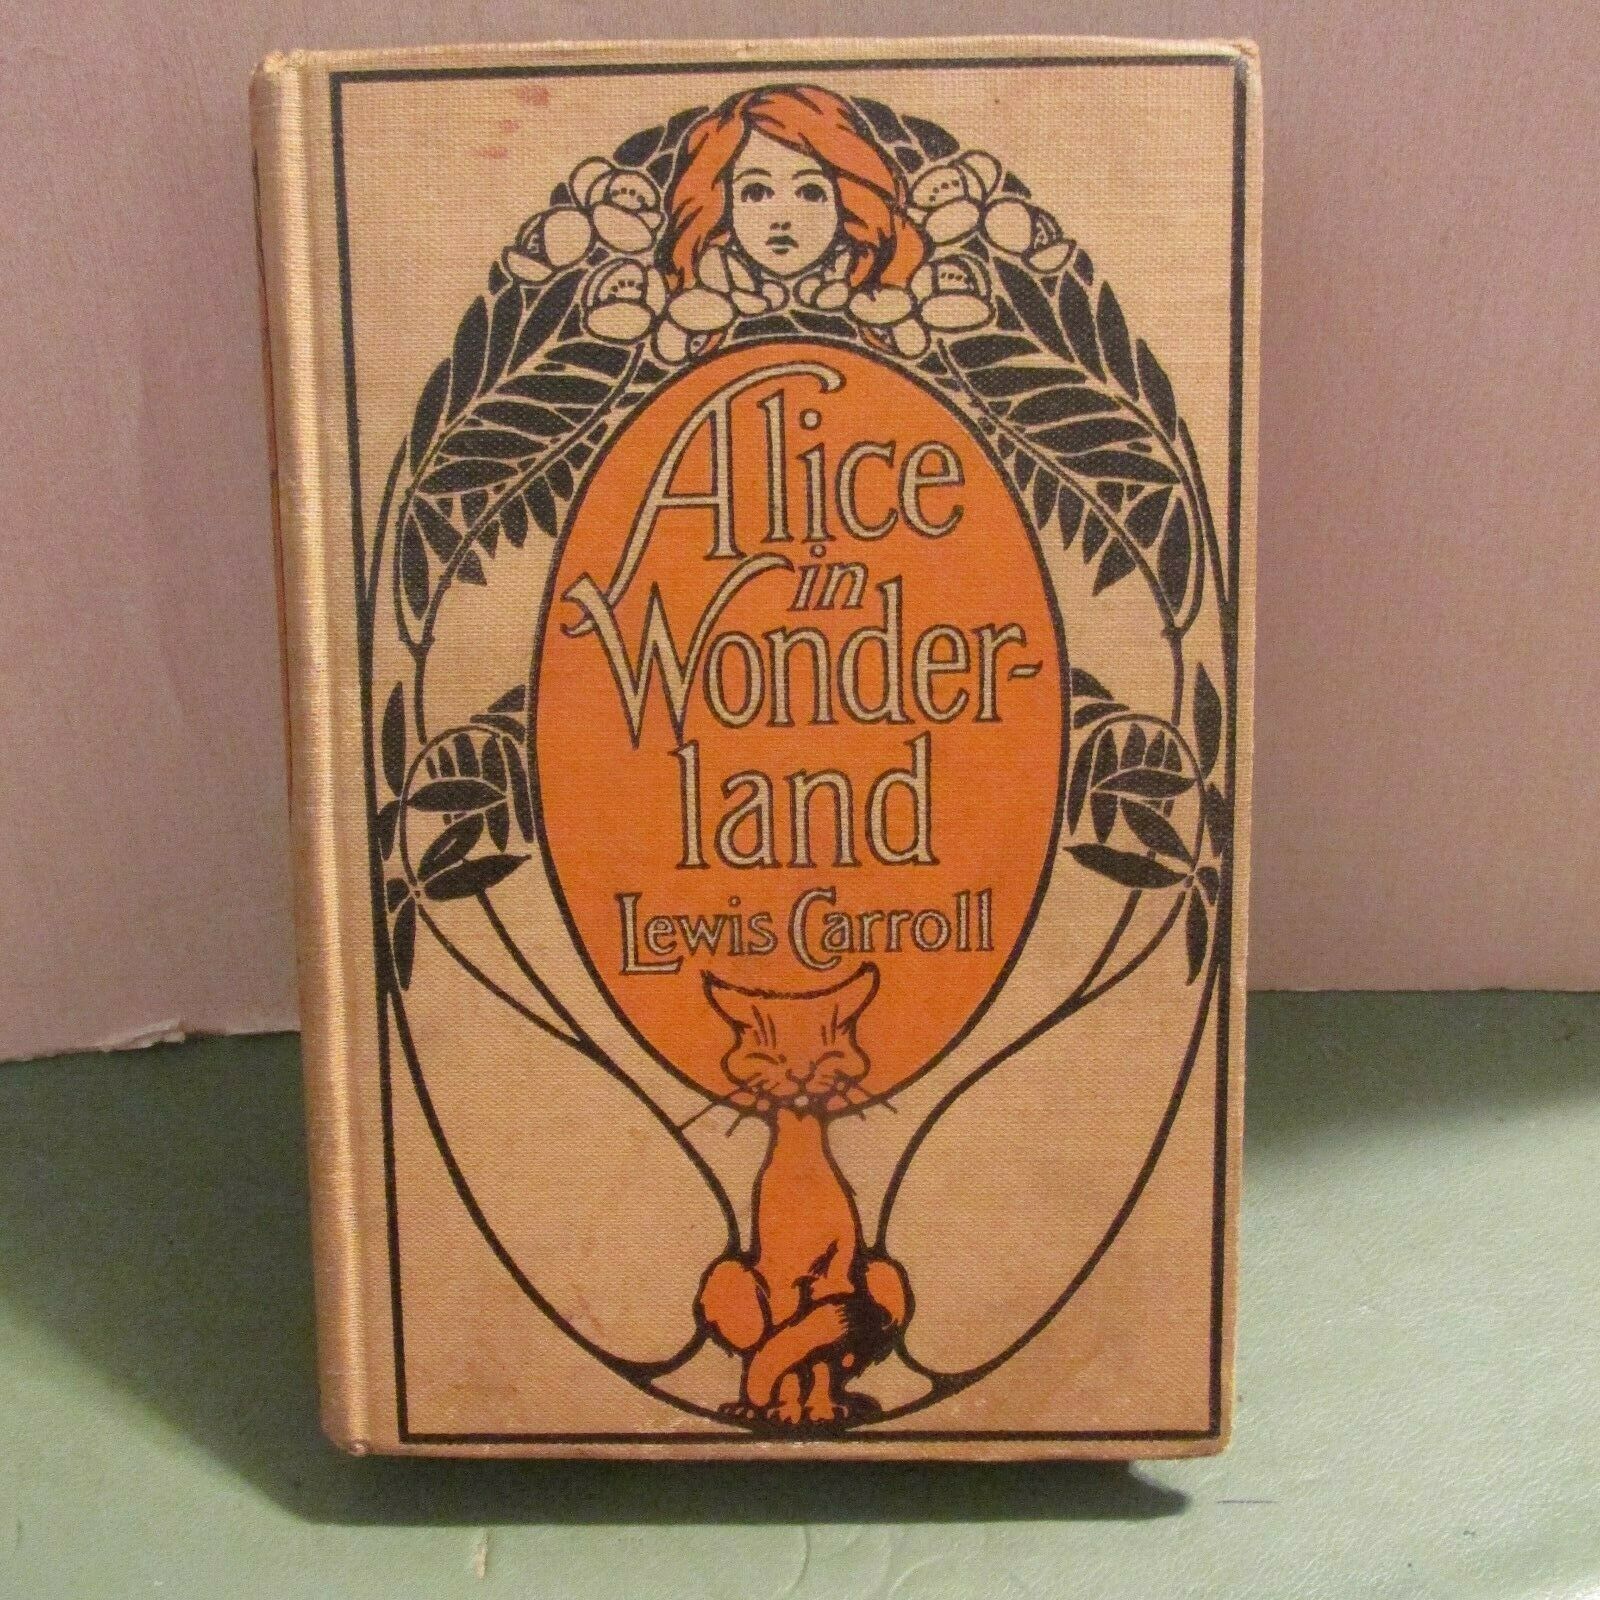 Alice
in
Wonder-
land
Lewis Carroll